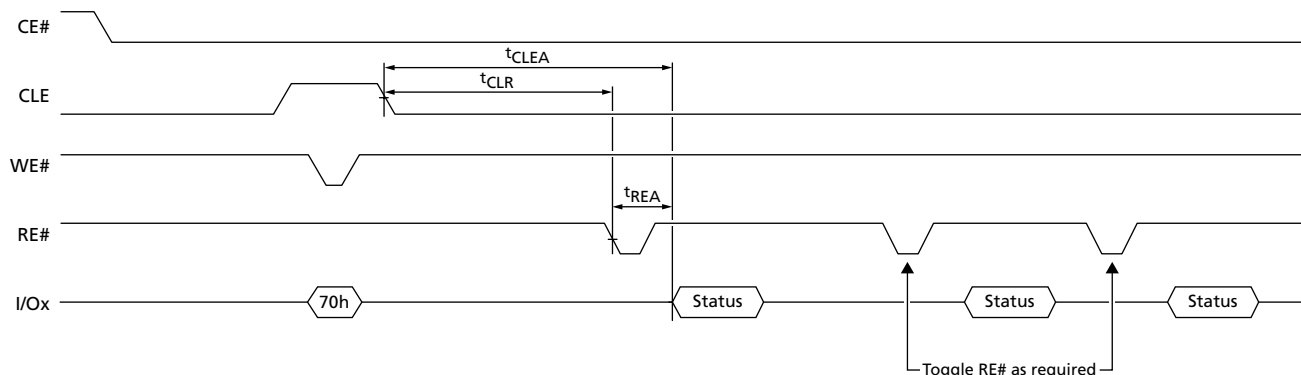 CE#
tCLEA
CLE
tCLR
WE#
tREA
RE#
I/Ox
70h
Status
Status
Status
Toggle RE# as required